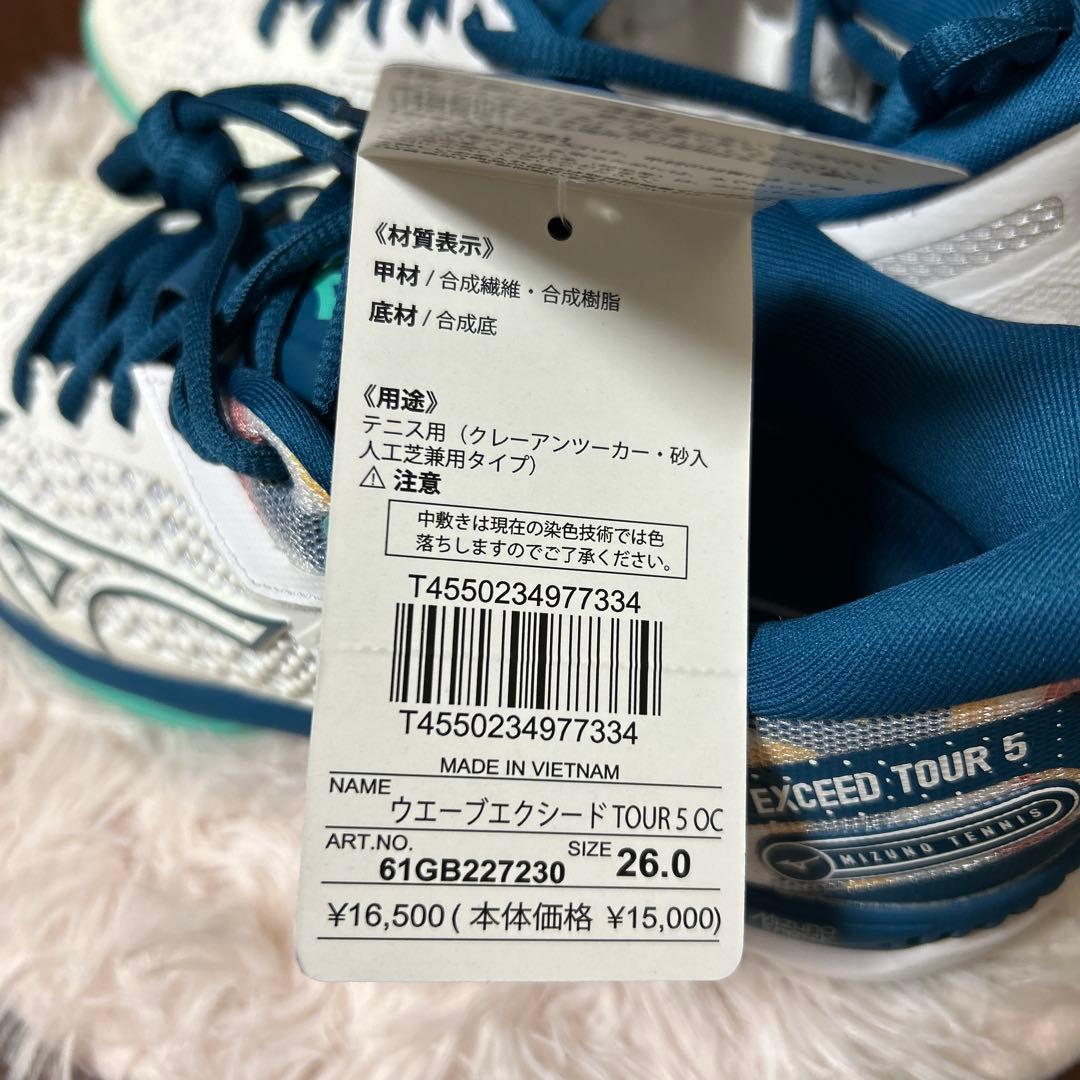 《材質表示》
甲材 / 合成繊維・合成樹脂
底材 / 合成底
《用途》
テニス用（クレーアンツーカー・砂入
人工芝兼用タイプ）
⚠ 注意
中敷きは現在の染色技術では色
落ちしますのでご了承ください。
T4550234977334
T4550234977334
MADE IN VIETNAM
NAME
ウエーブエクシード TOUR 5 OC
ART.NO. 61GB227230 SIZE 26.0
¥16,500 ( 本体価格 ¥15,000)
EXCEED TOUR 5
MIZUNO TENNIS